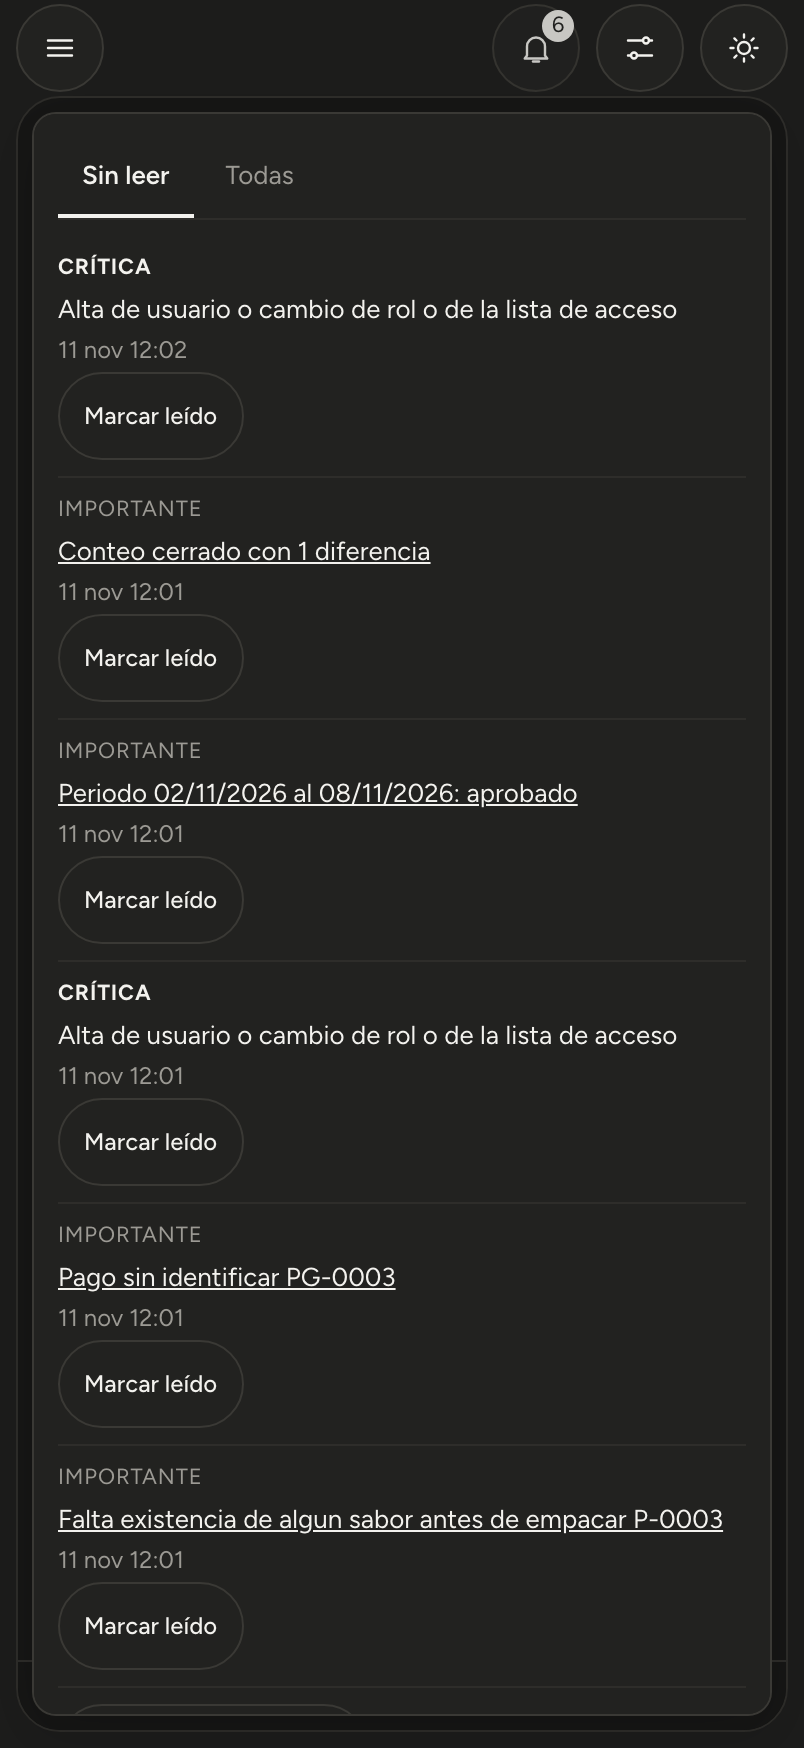 6
Sin leer
Todas
CRÍTICA
Alta de usuario o cambio de rol o de la lista de acceso
11 nov 12:02
Marcar leído
IMPORTANTE
Conteo cerrado con 1 diferencia
11 nov 12:01
Marcar leído
IMPORTANTE
Periodo 02/11/2026 al 08/11/2026: aprobado
11 nov 12:01
Marcar leído
CRÍTICA
Alta de usuario o cambio de rol o de la lista de acceso
11 nov 12:01
Marcar leído
IMPORTANTE
Pago sin identificar PG-0003
11 nov 12:01
Marcar leído
IMPORTANTE
Falta existencia de algun sabor antes de empacar P-0003
11 nov 12:01
Marcar leído